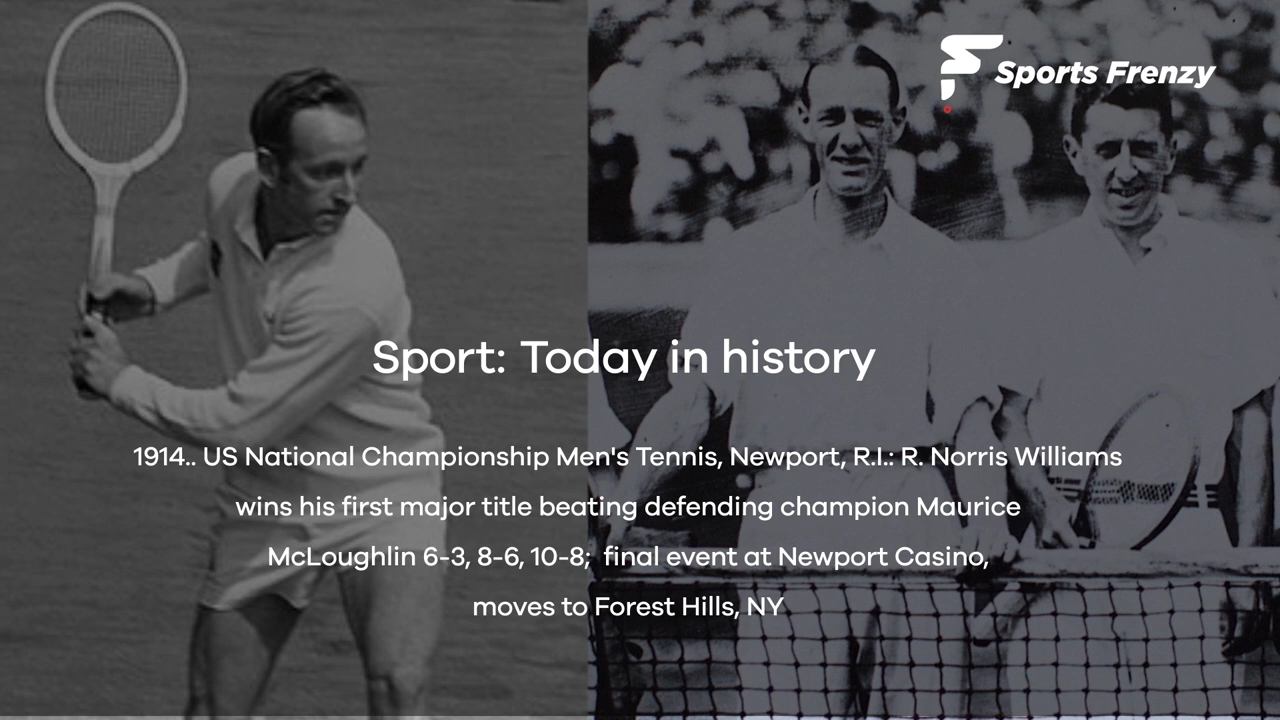 Sports Frenzy
Sport: Today in history
1914.. US National Championship Men's Tennis, Newport, R.I.: R. Norris Williams
wins his first major title beating defending champion Maurice
McLoughlin 6-3, 8-6, 10-8;  final event at Newport Casino,
moves to Forest Hills, NY